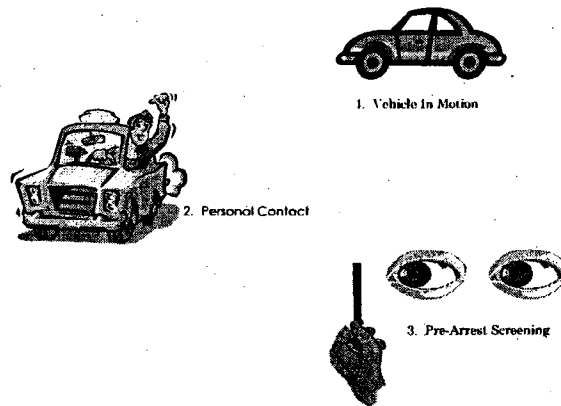 1. Vehicle In Motion
2. Personal Contact
3. Pre-Arrest Screening